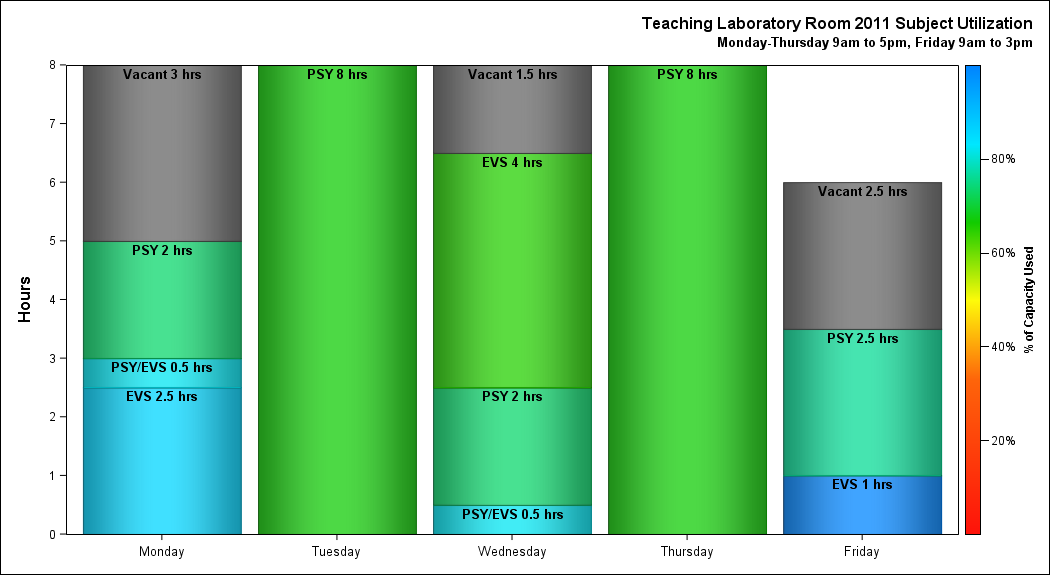 Teaching Laboratory Room 2011 Subject Utilization
Monday-Thursday 9am to 5pm, Friday 9am to 3pm
Hours
8
7
6
5
4
3
2
1
0
Vacant 3 hrs
PSY 2 hrs
PSY/EVS 0.5 hrs
EVS 2.5 hrs
PSY 8 hrs
Vacant 1.5 hrs
EVS 4 hrs
PSY 2 hrs
PSY/EVS 0.5 hrs
PSY 8 hrs
Vacant 2.5 hrs
PSY 2.5 hrs
EVS 1 hrs
Monday
Tuesday
Wednesday
Thursday
Friday
80%
60%
40%
20%
% of Capacity Used